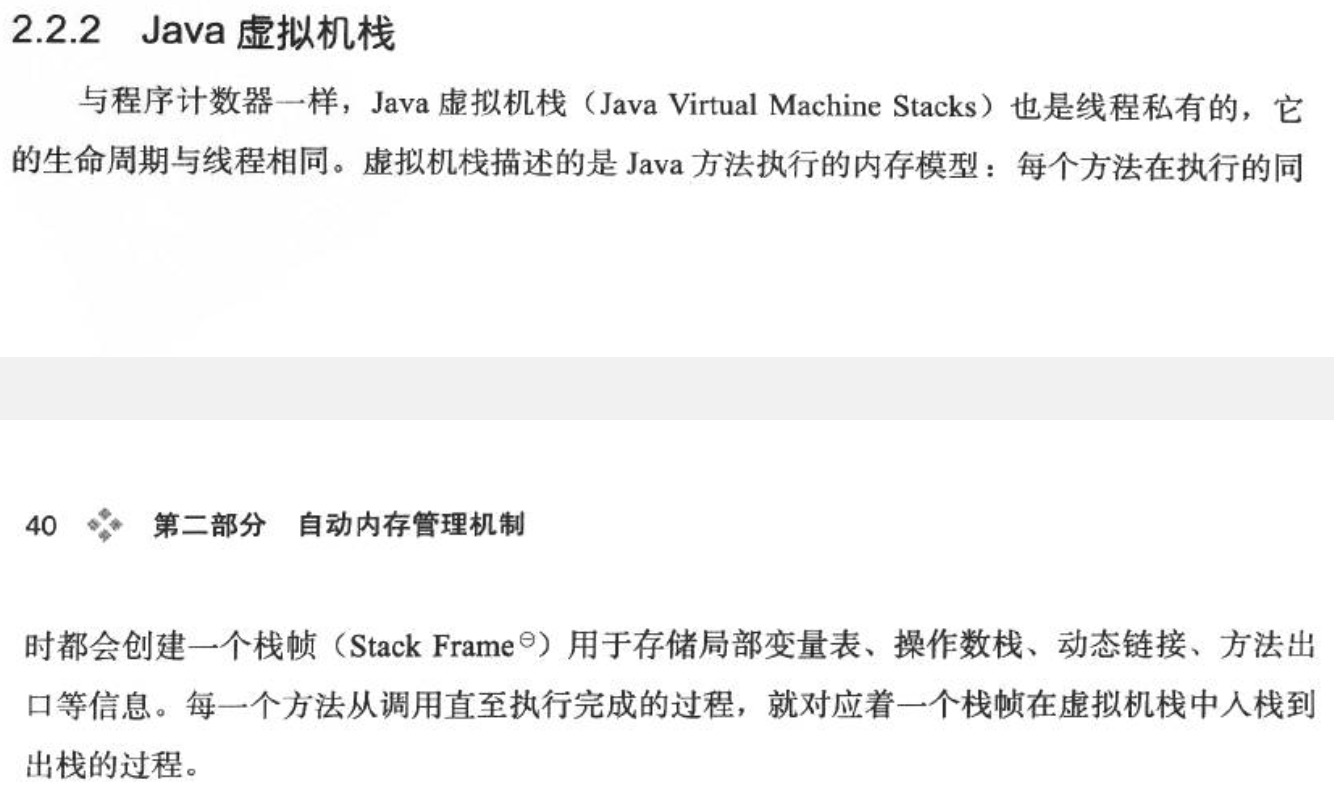 2.2.2 Java 虚拟机栈
与程序计数器一样，Java 虚拟机栈（Java Virtual Machine Stacks）也是线程私有的，它
的生命周期与线程相同。虚拟机栈描述的是 Java 方法执行的内存模型：每个方法在执行的同
40 第二部分 自动内存管理机制
时都会创建一个栈帧（Stack Frame⊖）用于存储局部变量表、操作数栈、动态链接、方法出
口等信息。每一个方法从调用直至执行完成的过程，就对应着一个栈帧在虚拟机栈中入栈到
出栈的过程。